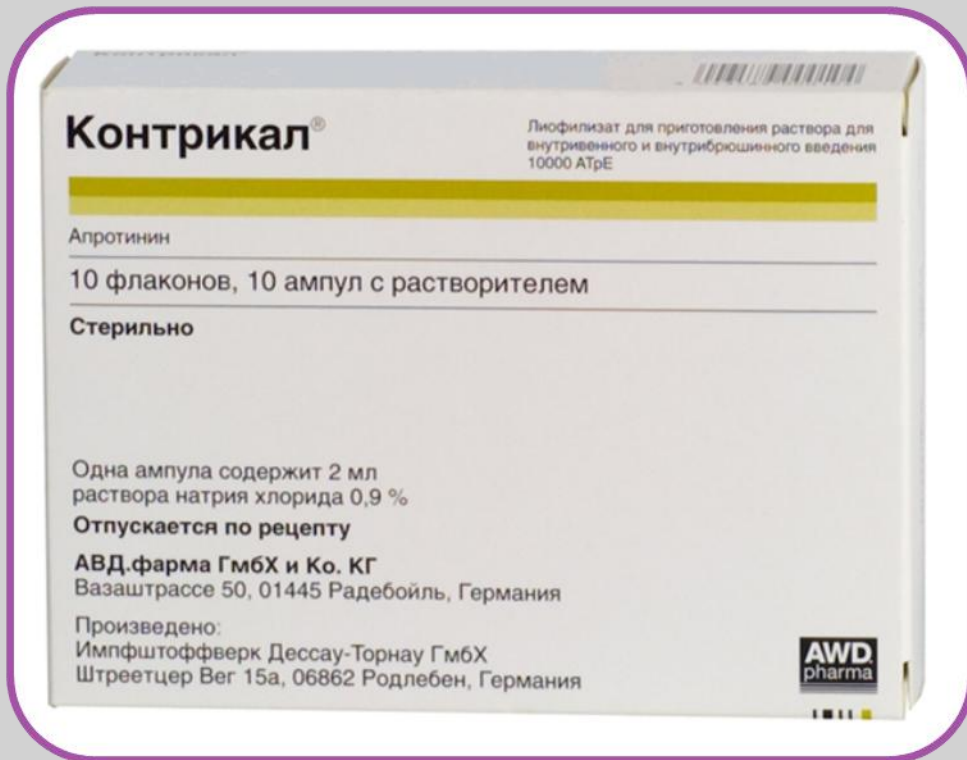 Контрикал®
Лиофилизат для приготовления раствора для
внутривенного и внутрибрюшинного введения
10000 АТрЕ
Апротинин
10 флаконов, 10 ампул с растворителем
Стерильно
Одна ампула содержит 2 мл
раствора натрия хлорида 0,9 %
Отпускается по рецепту
АВД.фарма ГмбХ и Ко. КГ
Вазаштрассе 50, 01445 Радебойль, Германия
Произведено:
Импфштоффверк Дессау-Торнау ГмбХ
Штреетцер Вег 15а, 06862 Родлебен, Германия
AWD
pharma